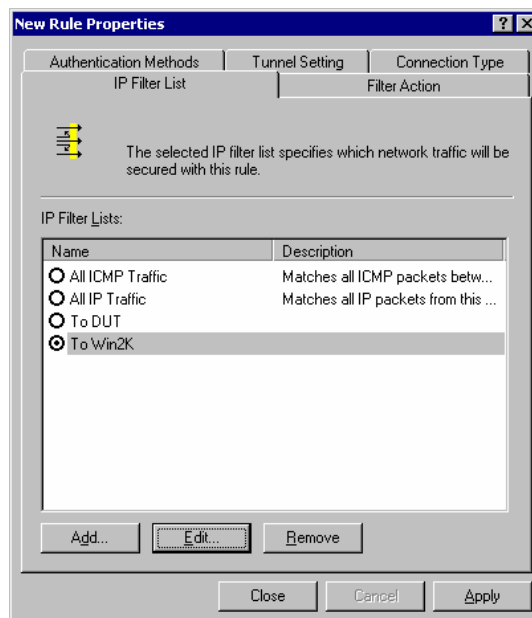 New Rule Properties
Authentication Methods Tunnel Setting Connection Type
IP Filter List Filter Action
The selected IP filter list specifies which network traffic will be
secured with this rule.
IP Filter Lists:
Name Description
All ICMP Traffic Matches all ICMP packets betw...
All IP Traffic Matches all IP packets from this ...
To DUT
To Win2K
Add... Edit... Remove
Close Cancel Apply